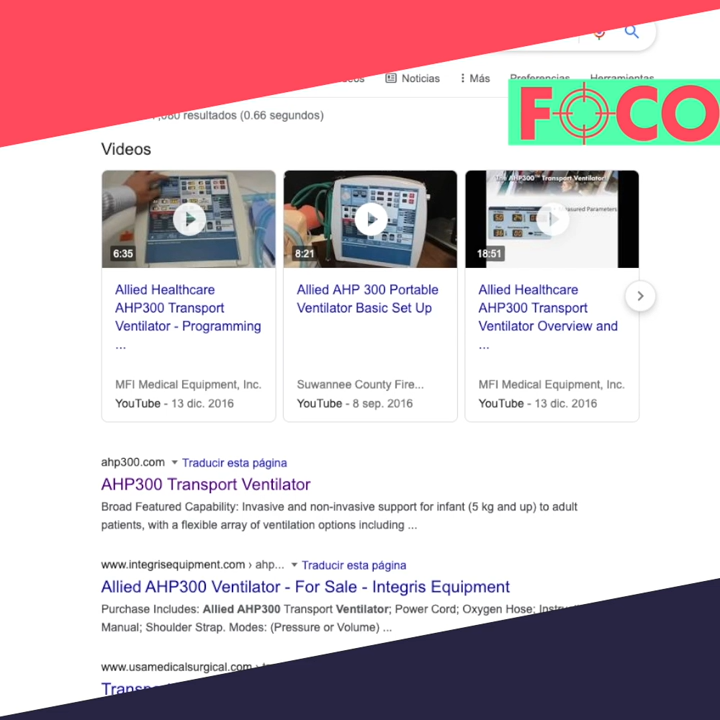 Noticias
Más
Preferencias
Herramientas
resultados (0.66 segundos)
FOCO
Videos
The AHP300™ Transport Ventilator
6:35
8:21
18:51
Allied Healthcare
AHP300 Transport
Ventilator - Programming
...
MFI Medical Equipment, Inc.
YouTube - 13 dic. 2016
Allied AHP 300 Portable
Ventilator Basic Set Up
Suwannee County Fire...
YouTube - 8 sep. 2016
Allied Healthcare
AHP300 Transport
Ventilator Overview and
...
MFI Medical Equipment, Inc.
YouTube - 13 dic. 2016
ahp300.com Traducir esta página
AHP300 Transport Ventilator
Broad Featured Capability: Invasive and non-invasive support for infant (5 kg and up) to adult
patients, with a flexible array of ventilation options including ...
www.integrisequipment.com › ahp... Traducir esta página
Allied AHP300 Ventilator - For Sale - Integris Equipment
Purchase Includes: Allied AHP300 Transport Ventilator; Power Cord; Oxygen Hose;
Manual; Shoulder Strap. Modes: (Pressure or Volume) ...
www.usamedicalsurgical.com